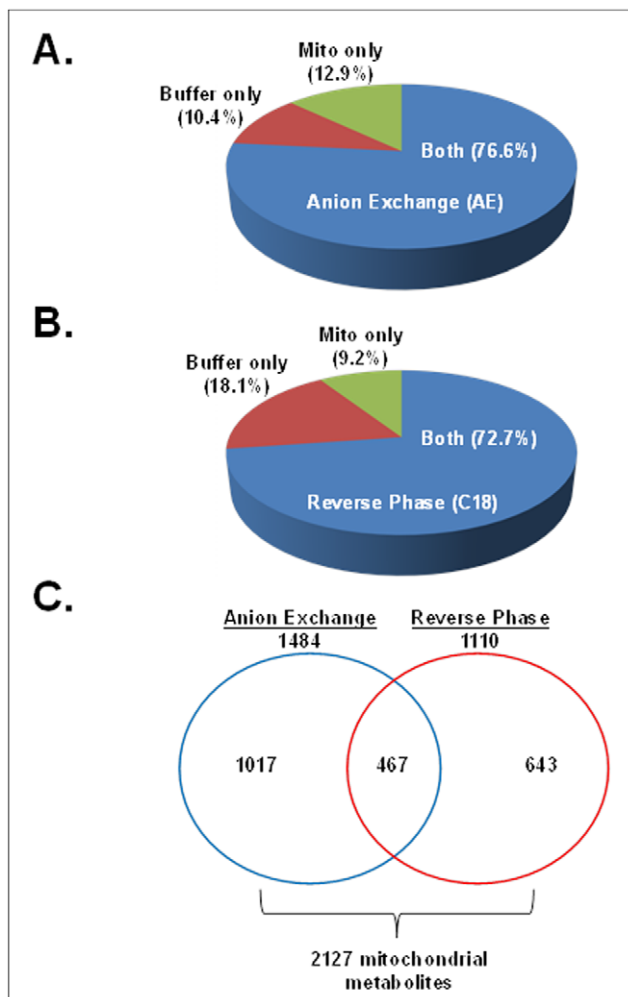 A.
Mito only
(12.9%)
Buffer only
(10.4%)
Both (76.6%)
Anion Exchange (AE)
B.
Mito only
(9.2%)
Buffer only
(18.1%)
Both (72.7%)
Reverse Phase (C18)
C.
Anion Exchange
1484
Reverse Phase
1110
1017
467
643
2127 mitochondrial
metabolites